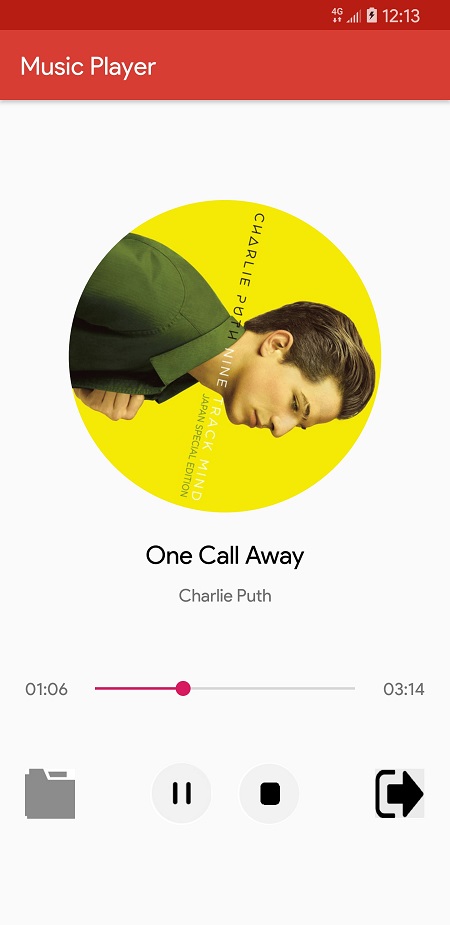 4G 12:13
Music Player
CHARLIE PUTH NINE TRACK MIND
JAPAN SPECIAL EDITION
One Call Away
Charlie Puth
01:06 03:14